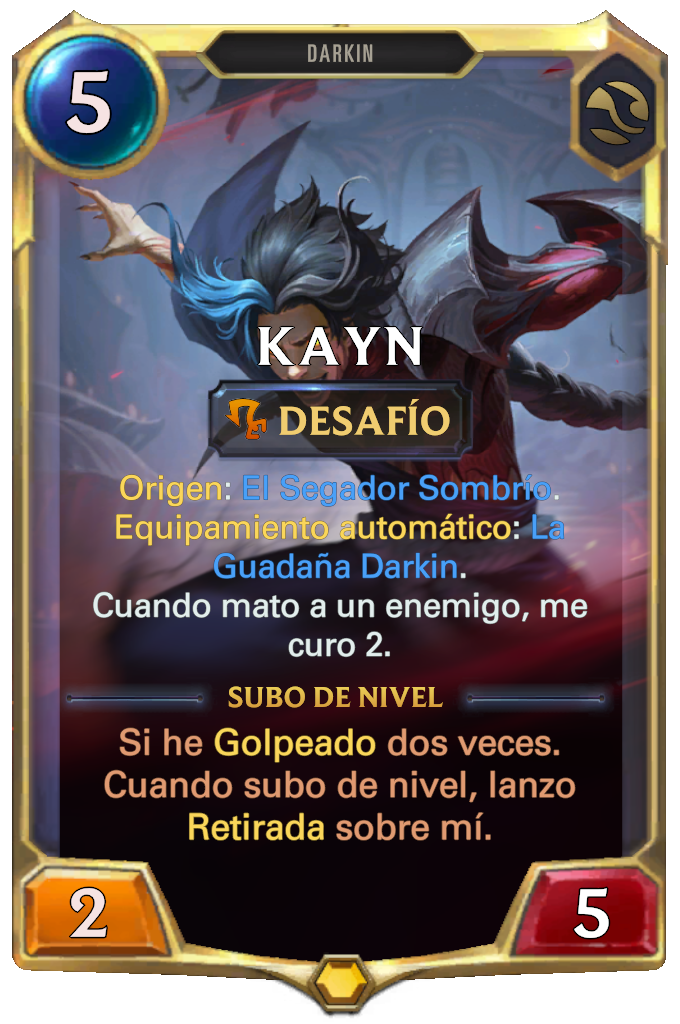 DARKIN
5
KAYN
DESAFÍO
Origen: El Segador Sombrío.
Equipamiento automático: La
Guadaña Darkin.
Cuando mato a un enemigo, me
curo 2.
SUBO DE NIVEL
Si he Golpeado dos veces.
Cuando subo de nivel, lanzo
Retirada sobre mí.
2
5